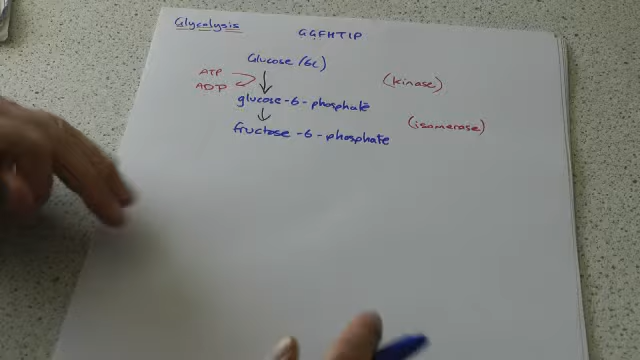 Glycolysis
GGFHTIP
Glucose (6C)
ATP
(kinase)
ADP
glucose-6-phosphate
(isomerase)
fructose-6-phosphate